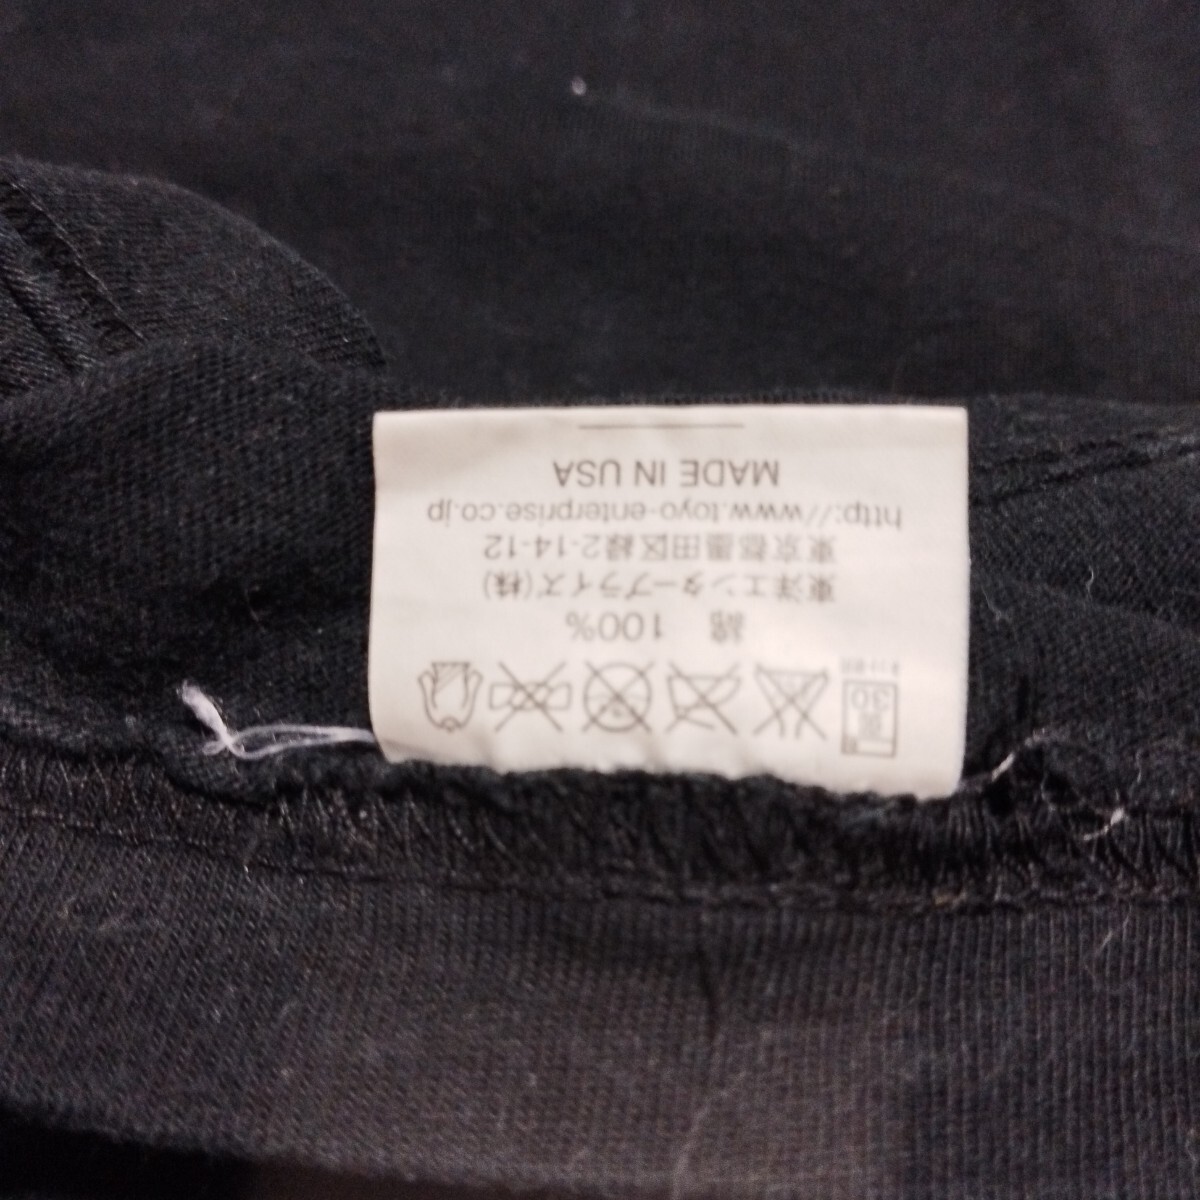 30
綿 100%
東洋エンタープライズ(株)
東京都墨田区緑2-14-12
http://www.toyo-enterprise.co.jp
MADE IN USA